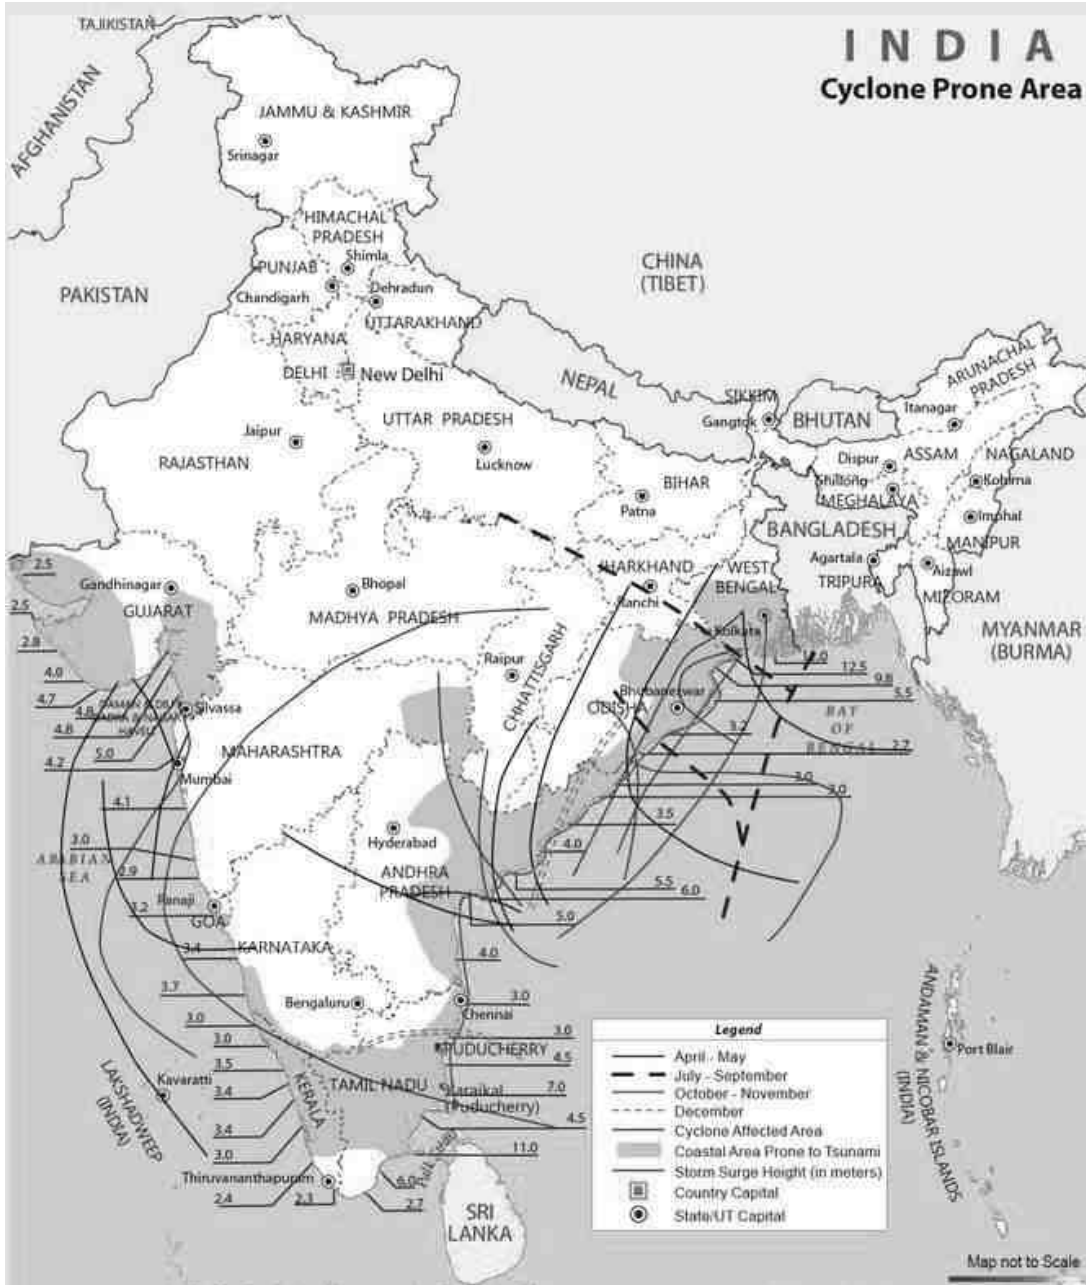 I N D I A
Cyclone Prone Area
TAJIKISTAN
AFGHANISTAN
JAMMU & KASHMIR
Srinagar
HIMACHAL
PRADESH
Shimla
PUNJAB
Chandigarh
Dehradun
UTTARAKHAND
CHINA
(TIBET)
PAKISTAN
HARYANA
DELHI
New Delhi
NEPAL
SIKKIM
Gangtok
BHUTAN
ARUNACHAL
PRADESH
Itanagar
UTTAR PRADESH
Lucknow
Jaipur
RAJASTHAN
BIHAR
Patna
Dispur
ASSAM
NAGALAND
Shillong
MEGHALAYA
Kohima
Imphal
MANIPUR
BANGLADESH
Agartala
TRIPURA
Aizawl
MIZORAM
MYANMAR
(BURMA)
JHARKHAND
Ranchi
WEST
BENGAL
Kolkata
Gandhinagar
GUJARAT
Bhopal
MADHYA PRADESH
CHHATTISGARH
Raipur
Bhubaneswar
ODISHA
BAY
OF
BENGAL
2.5
2.5
2.8
4.0
4.7
4.8
4.8
5.0
4.2
Silvassa
MAHARASHTRA
Mumbai
4.1
3.0
ARABIAN
SEA
2.9
Panaji
GOA
3.2
3.4
3.7
3.0
3.0
3.5
3.4
3.4
3.0
2.4
2.3
12.5
9.8
5.5
3.2
2.7
3.0
3.5
4.0
5.5
6.0
5.0
4.0
3.0
3.0
4.5
7.0
4.5
11.0
6.0
2.7
Hyderabad
ANDHRA
PRADESH
KARNATAKA
Bengaluru
Chennai
PUDUCHERRY
TAMIL NADU
Karaikal
(Puducherry)
KERALA
Kavaratti
LAKSHADWEEP
(INDIA)
Thiruvananthapuram
SRI
LANKA
ANDAMAN & NICOBAR ISLANDS
(INDIA)
Port Blair
Legend
April - May
July - September
October - November
December
Cyclone Affected Area
Coastal Area Prone to Tsunami
Storm Surge Height (in meters)
Country Capital
State/UT Capital
Map not to Scale